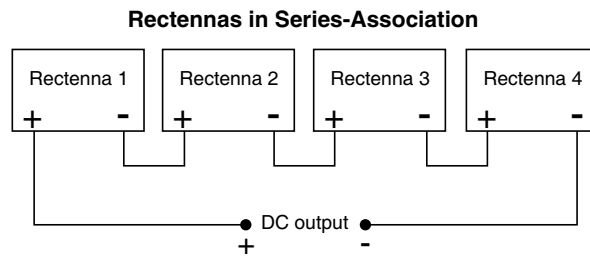 Rectennas in Series-Association
Rectenna 1 Rectenna 2 Rectenna 3 Rectenna 4
+ - + - + - + -
DC output
+ -